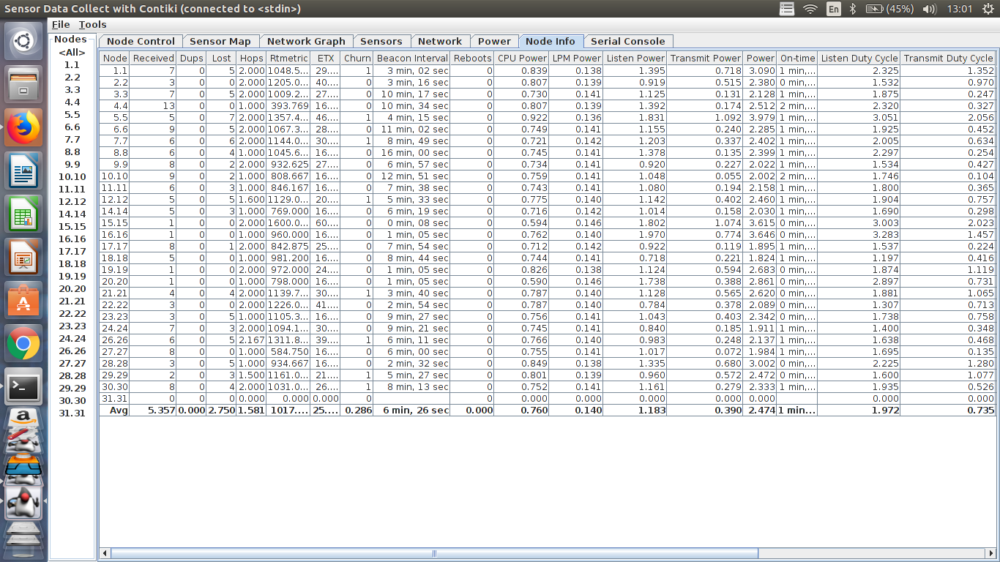 Sensor Data Collect with Contiki (connected to <stdin>)
En (45%) 13:01
File Tools
Nodes
<All>
1.1
2.2
3.3
4.4
5.5
6.6
7.7
8.8
9.9
10.10
11.11
12.12
14.14
15.15
16.16
17.17
18.18
19.19
20.20
21.21
22.22
23.23
24.24
26.26
27.27
28.28
29.29
30.30
31.31
Node Control Sensor Map Network Graph Sensors Network Power Node Info Serial Console
Node Received Dups Lost Hops Rtmetric ETX Churn Beacon Interval Reboots CPU Power LPM Power Listen Power Transmit Power Power On-time Listen Duty Cycle Transmit Duty Cycle
1.1 7 0 5 2.000 1048.5... 29.... 1 3 min, 02 sec 0 0.839 0.138 1.395 0.718 3.090 1 min,... 2.325 1.352
2.2 3 0 0 2.000 1205.0... 40.... 0 3 min, 16 sec 0 0.807 0.139 0.919 0.515 2.380 0 min,... 1.532 0.970
3.3 7 0 5 2.000 1009.2... 27.... 0 10 min, 17 sec 0 0.730 0.141 1.125 0.131 2.128 1 min,... 1.875 0.247
4.4 13 0 0 1.000 393.769 16.... 0 10 min, 34 sec 0 0.807 0.139 1.392 0.174 2.512 2 min,... 2.320 0.327
5.5 5 0 7 2.000 1357.4... 46.... 1 4 min, 15 sec 0 0.922 0.136 1.831 1.092 3.979 1 min,... 3.051 2.056
6.6 9 0 5 2.000 1067.3... 28.... 0 11 min, 02 sec 0 0.749 0.141 1.155 0.240 2.285 1 min,... 1.925 0.452
7.7 6 0 6 2.000 1144.0... 30.... 1 8 min, 49 sec 0 0.721 0.142 1.203 0.337 2.402 1 min,... 2.005 0.634
8.8 6 0 4 1.000 1045.6... 16.... 0 16 min, 00 sec 0 0.745 0.141 1.378 0.135 2.399 1 min,... 2.297 0.254
9.9 8 0 2 2.000 932.625 27.... 0 6 min, 57 sec 0 0.734 0.141 0.920 0.227 2.022 1 min,... 1.534 0.427
10.10 9 0 2 1.000 808.667 16.... 0 12 min, 51 sec 0 0.759 0.141 1.048 0.055 2.002 2 min,... 1.746 0.104
11.11 6 0 3 1.000 846.167 16.... 0 7 min, 38 sec 0 0.743 0.141 1.080 0.194 2.158 1 min,... 1.800 0.365
12.12 5 0 5 1.600 1129.0... 20.... 1 5 min, 33 sec 0 0.775 0.140 1.142 0.402 2.460 1 min,... 1.904 0.757
14.14 5 0 3 1.000 769.000 16.... 0 6 min, 19 sec 0 0.716 0.142 1.014 0.158 2.030 1 min,... 1.690 0.298
15.15 1 0 0 2.000 1600.0... 60.... 0 0 min, 08 sec 0 0.594 0.146 1.802 1.074 3.615 0 min,... 3.003 2.023
16.16 1 0 0 1.000 960.000 16.... 0 1 min, 05 sec 0 0.762 0.140 1.970 0.774 3.646 0 min,... 3.283 1.457
17.17 8 0 1 2.000 842.875 25.... 0 7 min, 54 sec 0 0.712 0.142 0.922 0.119 1.895 1 min,... 1.537 0.224
18.18 5 0 0 1.000 981.200 16.... 0 8 min, 44 sec 0 0.744 0.141 0.718 0.221 1.824 1 min,... 1.197 0.416
19.19 1 0 0 2.000 972.000 24.... 0 1 min, 05 sec 0 0.826 0.138 1.124 0.594 2.683 0 min,... 1.874 1.119
20.20 1 0 0 1.000 798.000 16.... 0 1 min, 05 sec 0 0.590 0.146 1.738 0.388 2.861 0 min,... 2.897 0.731
21.21 4 0 4 2.000 1139.7... 30.... 1 3 min, 40 sec 0 0.787 0.140 1.128 0.565 2.620 0 min,... 1.881 1.065
22.22 3 0 0 2.000 1226.0... 41.... 0 2 min, 54 sec 0 0.787 0.140 0.784 0.378 2.089 0 min,... 1.307 0.713
23.23 3 0 5 1.000 1105.3... 16.... 0 9 min, 27 sec 0 0.756 0.141 1.043 0.403 2.342 0 min,... 1.738 0.758
24.24 7 0 3 2.000 1094.1... 30.... 0 9 min, 21 sec 0 0.745 0.141 0.840 0.185 1.911 1 min,... 1.400 0.348
26.26 6 0 5 2.167 1311.8... 39.... 1 6 min, 11 sec 0 0.766 0.140 0.983 0.248 2.137 1 min,... 1.638 0.468
27.27 8 0 0 1.000 584.750 16.... 0 6 min, 00 sec 0 0.755 0.141 1.017 0.072 1.984 1 min,... 1.695 0.135
28.28 3 0 5 1.000 934.667 16.... 0 2 min, 32 sec 0 0.849 0.138 1.335 0.680 3.002 0 min,... 2.225 1.280
29.29 2 0 3 1.500 1161.0... 21.... 1 5 min, 27 sec 0 0.801 0.139 0.960 0.572 2.472 0 min,... 1.600 1.077
30.30 8 0 4 2.000 1031.0... 26.... 1 8 min, 13 sec 0 0.752 0.141 1.161 0.279 2.333 1 min,... 1.935 0.526
31.31 0 0 0 0.000 0.000 0.000 0 0 0.000 0.000 0.000 0.000 0.000 0.000 0.000
Avg 5.357 0.000 2.750 1.581 1017.... 25.... 0.286 6 min, 26 sec 0.000 0.760 0.140 1.183 0.390 2.474 1 min... 1.972 0.735